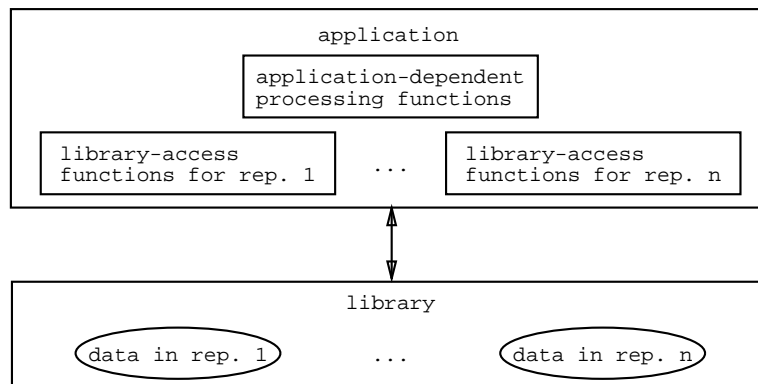 application
application-dependent
processing functions
library-access
functions for rep. 1
...
library-access
functions for rep. n
library
data in rep. 1
...
data in rep. n